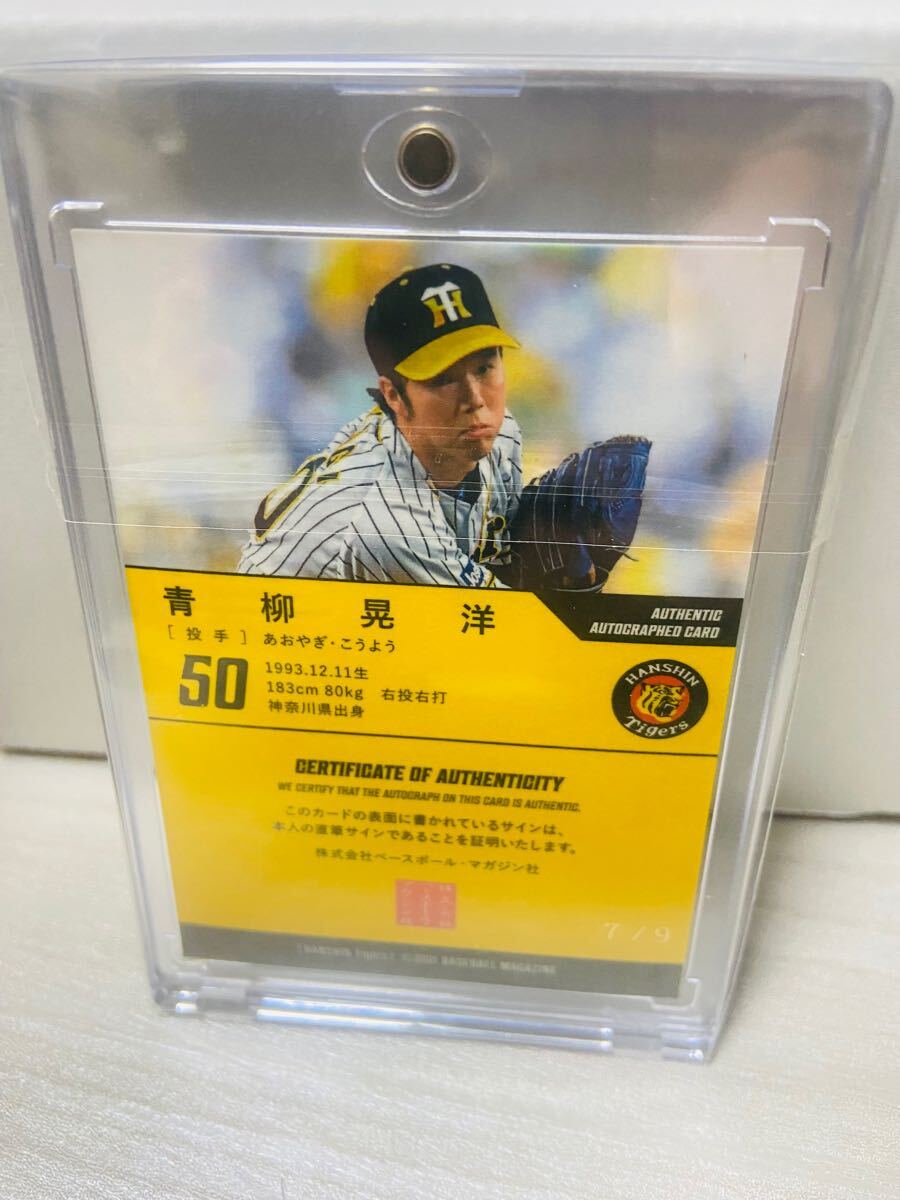 HT
青柳晃洋
[投手] あおやぎ・こうよう
50
1993.12.11生
183cm 80kg 右投右打
神奈川県出身
AUTHENTIC
AUTOGRAPHED CARD
HANSHIN
Tigers
CERTIFICATE OF AUTHENTICITY
WE CERTIFY THAT THE AUTOGRAPH ON THIS CARD IS AUTHENTIC.
このカードの表面に書かれているサインは、
本人の直筆サインであることを証明いたします。
株式会社ベースボール・マガジン社
7/9
HANSHIN Tigers BASEBALL MAGAZINE